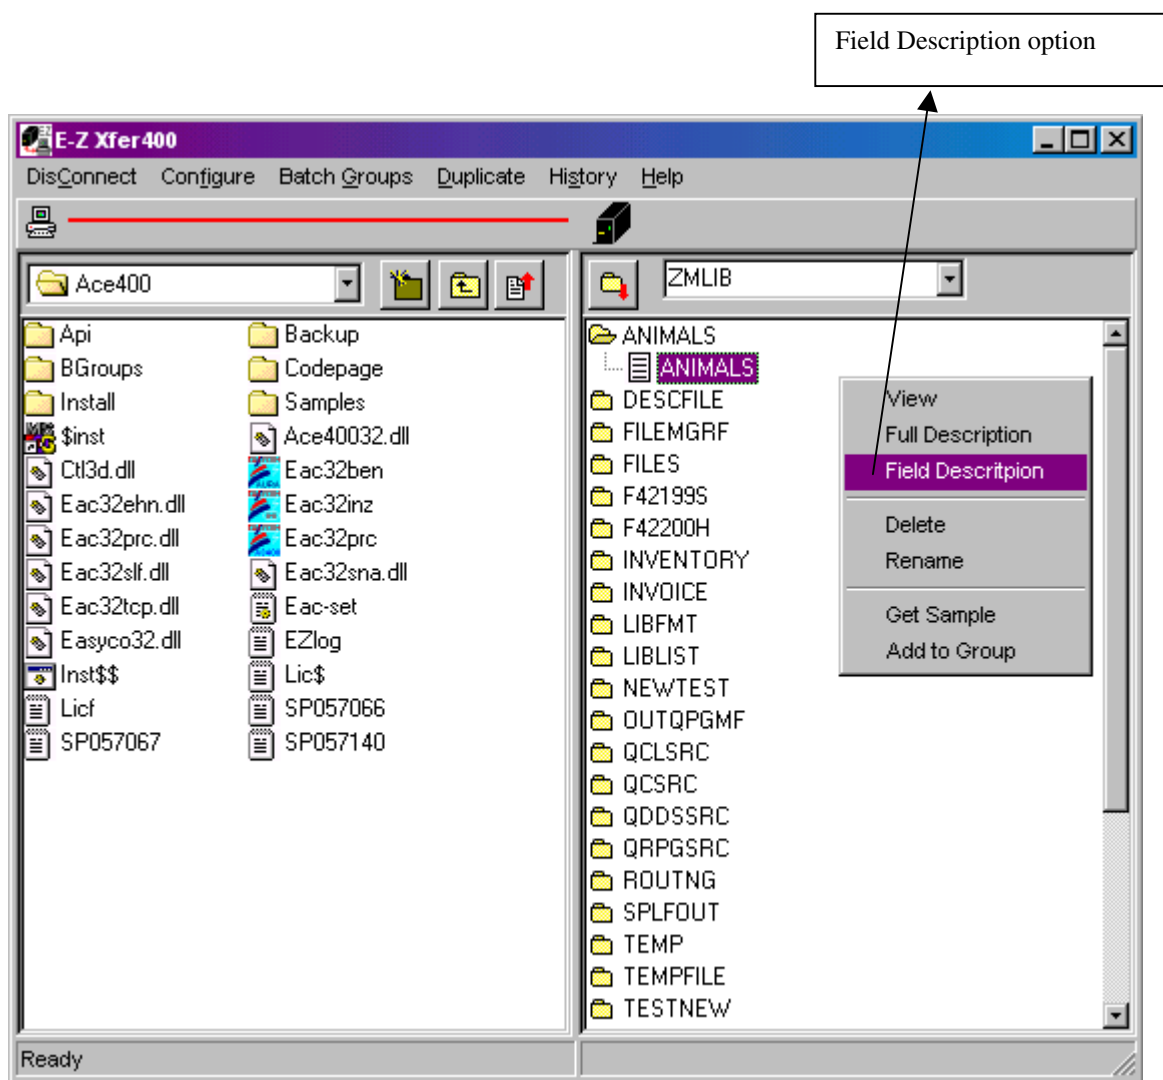 Field Description option
E-Z Xfer400
DisConnect Configure Batch Groups Duplicate History Help
Ace400
Api
Backup
BGroups
Codepage
Install
Samples
$inst
Ace40032.dll
Ctl3d.dll
Eac32ben
Eac32ehn.dll
Eac32inz
Eac32prc.dll
Eac32prc
Eac32slf.dll
Eac32sna.dll
Eac32tcp.dll
Eac-set
Easyco32.dll
EZlog
Inst$$
Lic$
Licf
SP057066
SP057067
SP057140
ZMLIB
ANIMALS
ANIMALS
DESCFILE
FILEMGRF
FILES
F42199S
F42200H
INVENTORY
INVOICE
LIBFMT
LIBLIST
NEWTEST
OUTQPGMF
QCLSRC
QCSRC
QDDSSRC
QRPGSRC
ROUTNG
SPLFOUT
TEMP
TEMPFILE
TESTNEW
View
Full Description
Field Descritpion
Delete
Rename
Get Sample
Add to Group
Ready